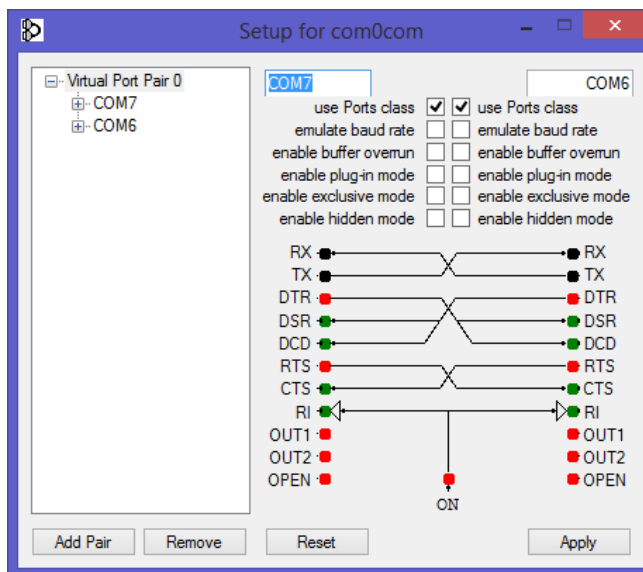 Setup for com0com
Virtual Port Pair 0
COM7
COM6
COM7 COM6
use Ports class use Ports class
emulate baud rate emulate baud rate
enable buffer overrun enable buffer overrun
enable plug-in mode enable plug-in mode
enable exclusive mode enable exclusive mode
enable hidden mode enable hidden mode
RX RX
TX TX
DTR DTR
DSR DSR
DCD DCD
RTS RTS
CTS CTS
RI RI
OUT1 OUT1
OUT2 OUT2
OPEN OPEN
ON
Add Pair Remove Reset Apply